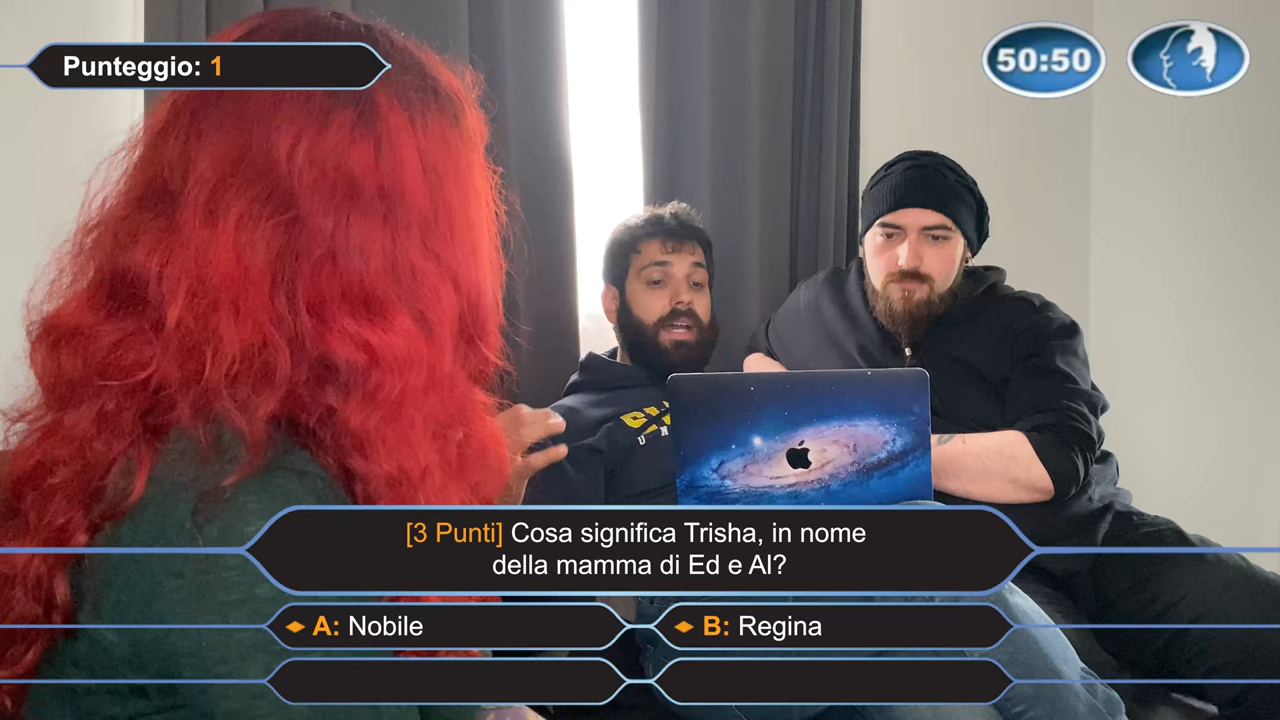 Punteggio: 1
50:50
[3 Punti] Cosa significa Trisha, in nome
della mamma di Ed e Al?
A: Nobile
B: Regina